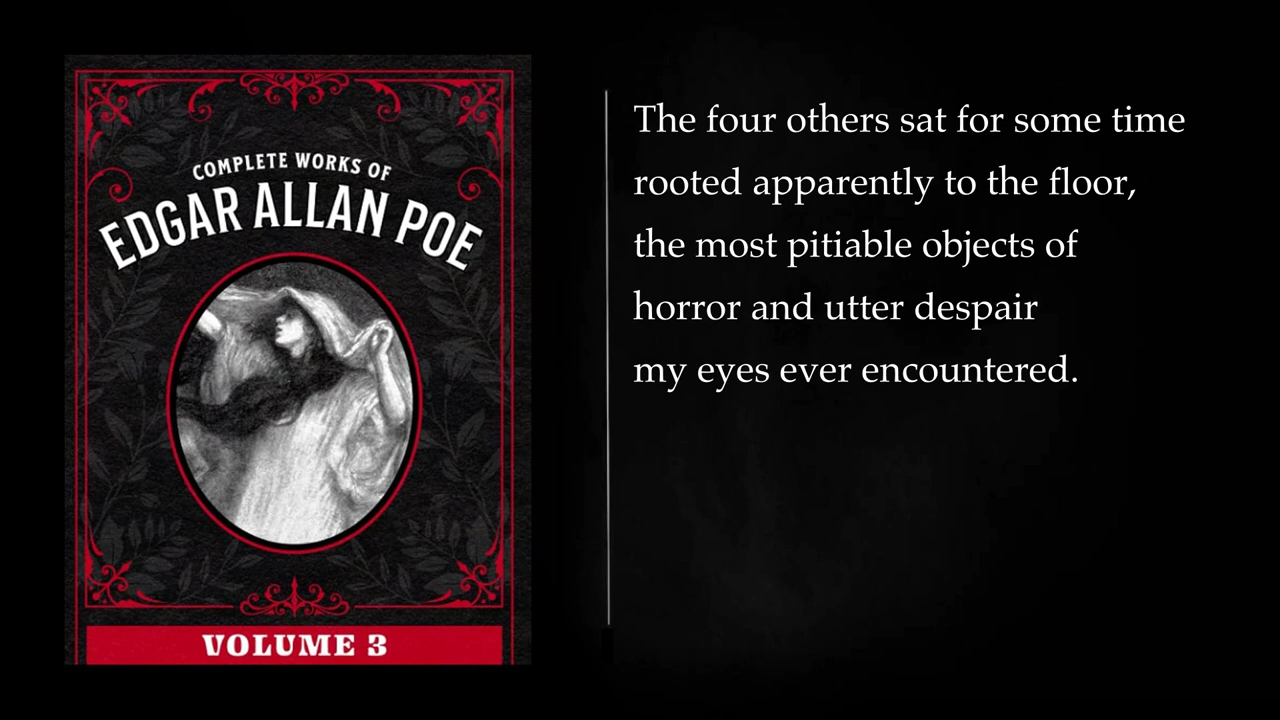 COMPLETE WORKS OF
EDGAR ALLAN POE
VOLUME 3
The four others sat for some time
rooted apparently to the floor,
the most pitiable objects of
horror and utter despair
my eyes ever encountered.